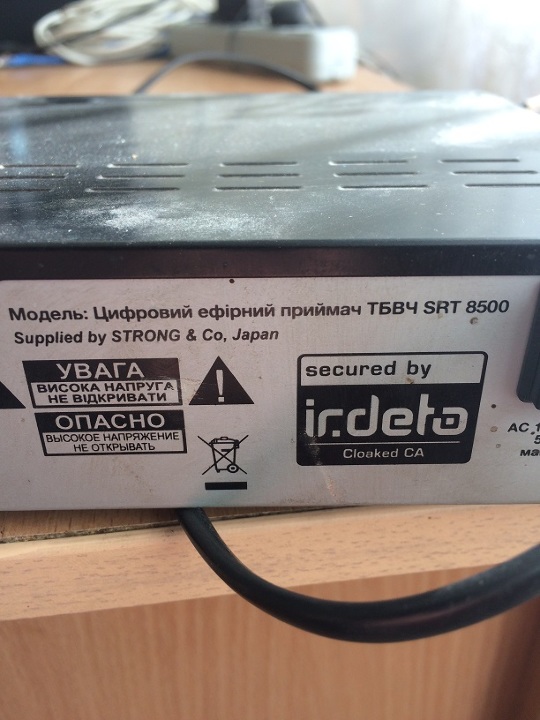 Модель: Цифровий ефірний приймач ТБВЧ SRT 8500
Supplied by STRONG & Co, Japan
УВАГА
ВИСОКА НАПРУГА
НЕ ВІДКРИВАТИ
ОПАСНО
ВЫСОКОЕ НАПРЯЖЕНИЕ
НЕ ОТКРЫВАТЬ
!
secured by
irdeto
Cloaked CA
AC